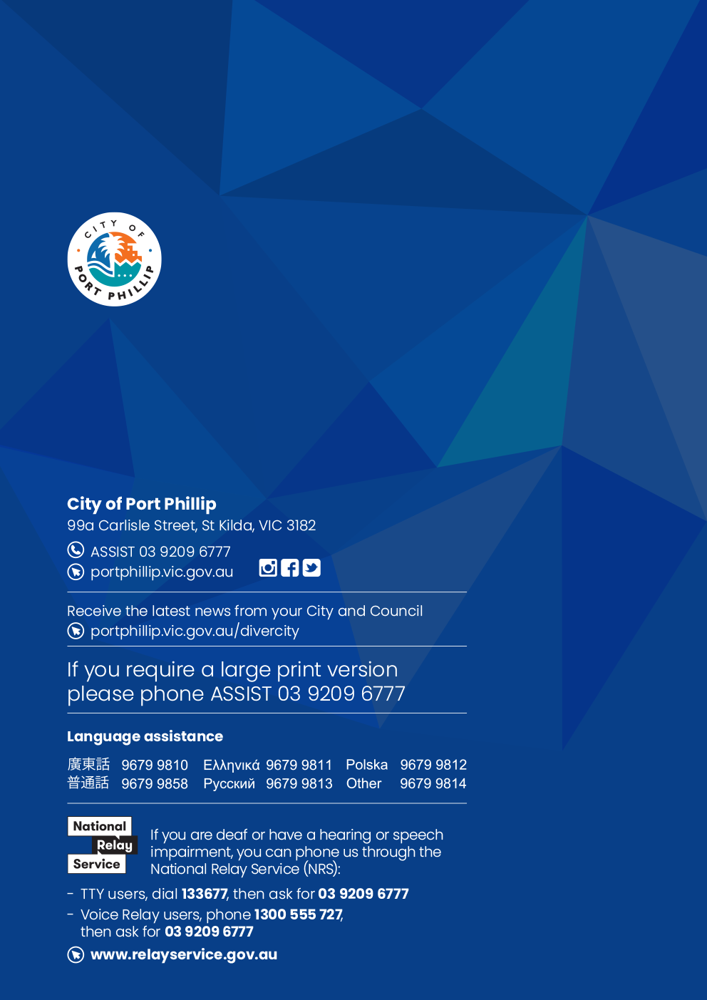 CITY OF
PORT PHILLIP
City of Port Phillip
99a Carlisle Street, St Kilda, VIC 3182
ASSIST 03 9209 6777
portphillip.vic.gov.au
Receive the latest news from your City and Council
portphillip.vic.gov.au/divercity
If you require a large print version
please phone ASSIST 03 9209 6777
Language assistance
廣東話 9679 9810 Ελληνικά 9679 9811 Polska 9679 9812
普通話 9679 9858 Русский 9679 9813 Other 9679 9814
National
Relay
Service
If you are deaf or have a hearing or speech
impairment, you can phone us through the
National Relay Service (NRS):
- TTY users, dial 133677, then ask for 03 9209 6777
- Voice Relay users, phone 1300 555 727,
then ask for 03 9209 6777
www.relayservice.gov.au